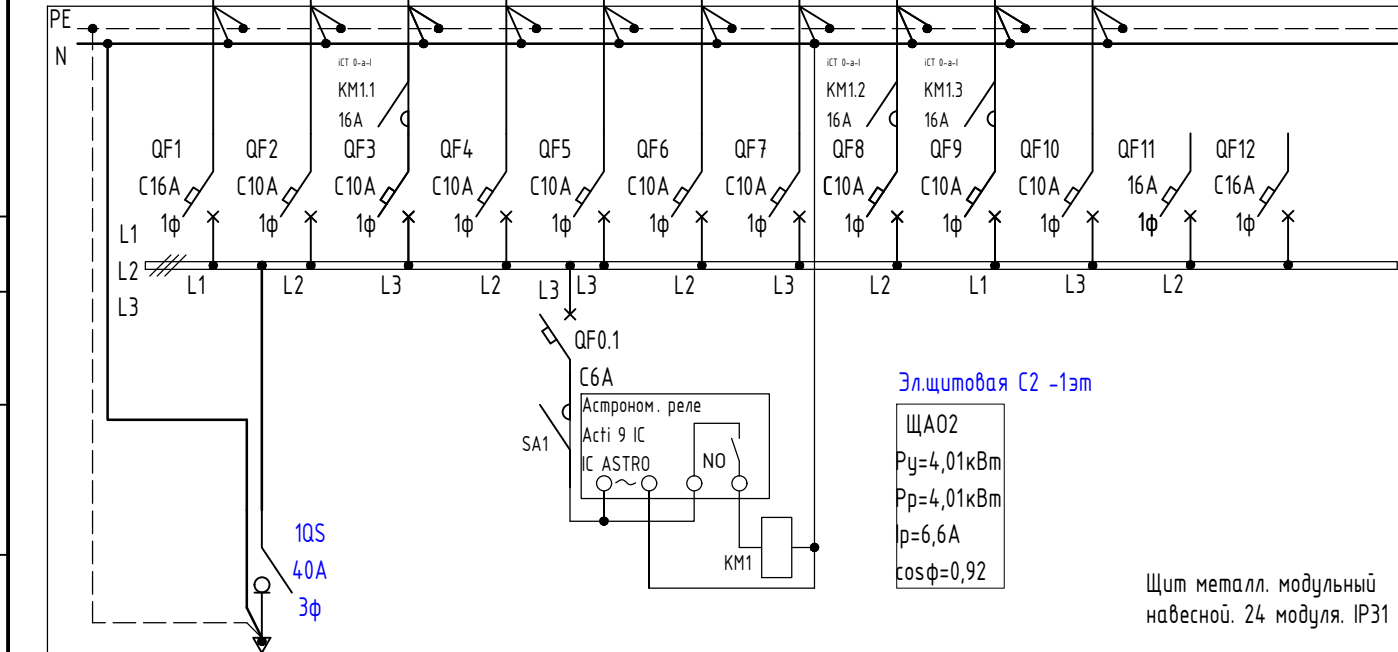 PE
N
iCT 0-a-I
KM1.1
16A
iCT 0-a-I
KM1.2
16A
iCT 0-a-I
KM1.3
16A
QF1
C16A
1ф
QF2
C10A
1ф
QF3
C10A
1ф
QF4
C10A
1ф
QF5
C10A
1ф
QF6
C10A
1ф
QF7
C10A
1ф
QF8
C10A
1ф
QF9
C10A
1ф
QF10
C10A
1ф
QF11
16A
1ф
QF12
C16A
1ф
L1
L2
L3
L1
L2
L3
L2
L3
L3
L2
L3
L2
L1
L3
L2
QF0.1
C6A
SA1
Астроном. реле
Acti 9 IC
IC ASTRO
NO
KM1
1QS
40A
3ф
Эл.щитовая С2 -1эт
ЩАО2
Ру=4,01кВт
Рр=4,01кВт
Iр=6,6А
cosφ=0,92
Щит металл. модульный
навесной. 24 модуля. IP31